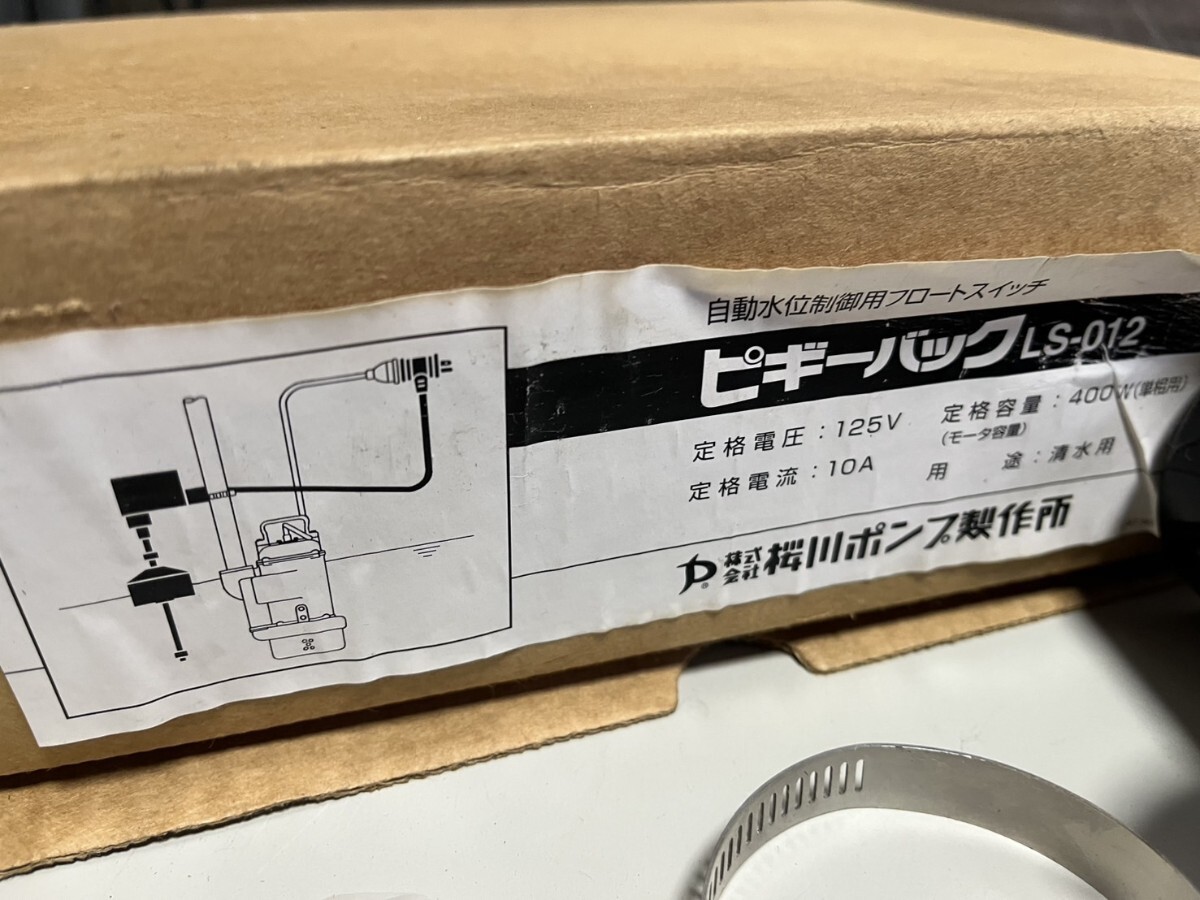 自動水位制御用フロートスイッチ
ピギーバックLS-012
定格電圧：125V 定格容量：400W(単相用)
(モータ容量)
定格電流：10A 用途：清水用
株式会社 桜川ポンプ製作所